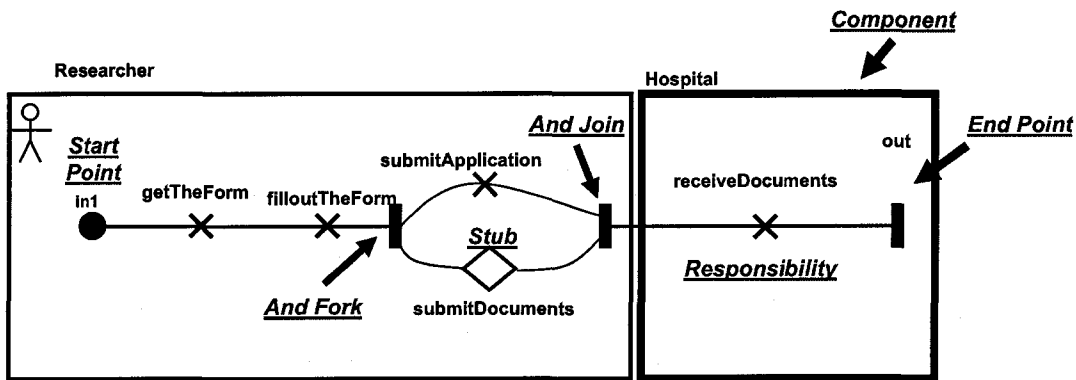 Component
Researcher
Hospital
Start
Point
in1
getTheForm
filloutTheForm
And Fork
submitApplication
Stub
submitDocuments
And Join
receiveDocuments
Responsibility
out
End Point